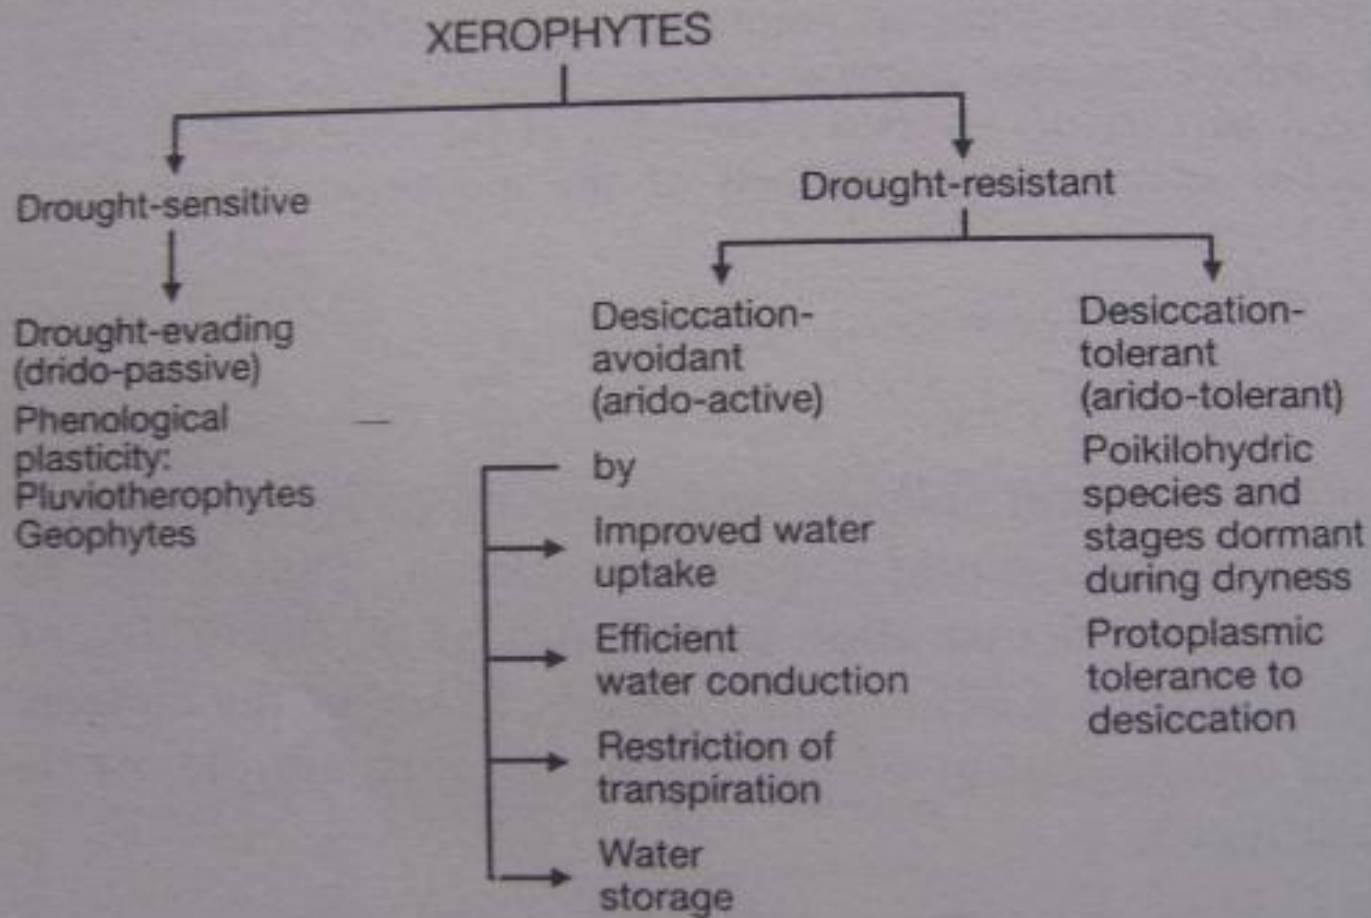 XEROPHYTES
Drought-sensitive
Drought-evading
(drido-passive)
Phenological
plasticity:
Pluviotherophytes
Geophytes
Drought-resistant
Desiccation-
avoidant
(arido-active)
by
Improved water
uptake
Efficient
water conduction
Restriction of
transpiration
Water
storage
Desiccation-
tolerant
(arido-tolerant)
Poikilohydric
species and
stages dormant
during dryness
Protoplasmic
tolerance to
desiccation